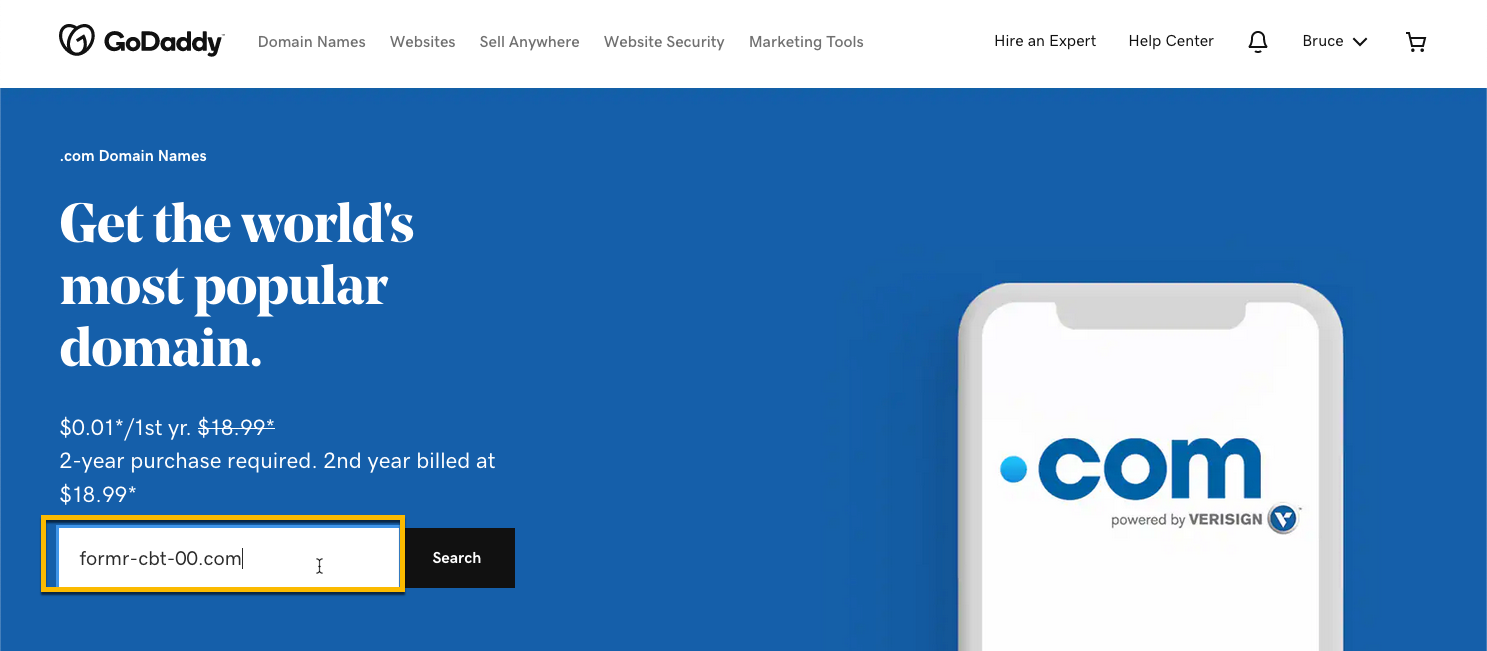 GoDaddy
Domain Names Websites Sell Anywhere Website Security Marketing Tools
Hire an Expert Help Center Bruce
.com Domain Names
Get the world's
most popular
domain.
$0.01*/1st yr. $18.99*
2-year purchase required. 2nd year billed at
$18.99*
formr-cbt-00.com
Search
.com
powered by VERISIGN